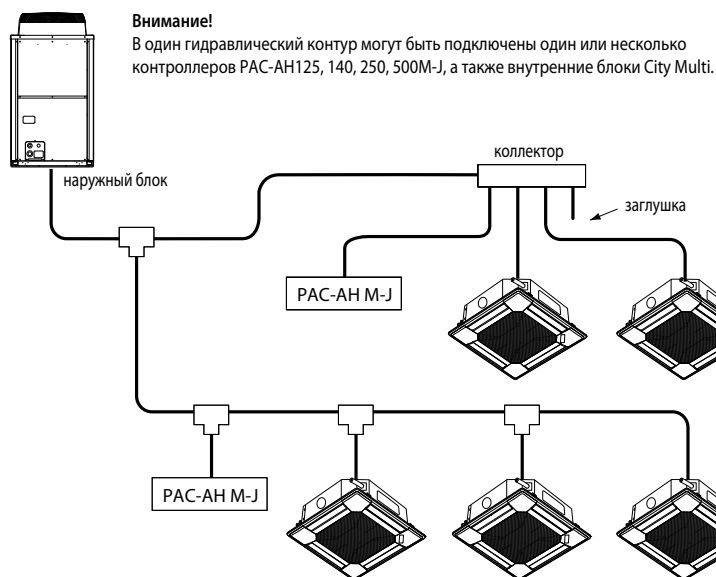 Внимание!
В один гидравлический контур могут быть подключены один или несколько
контроллеров PAC-AH125, 140, 250, 500M-J, а также внутренние блоки City Multi.
коллектор
наружный блок
заглушка
PAC-AH M-J
PAC-AH M-J